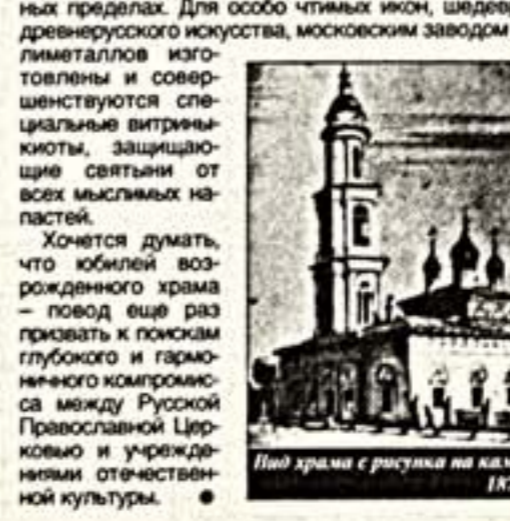 ных пределах. Для особо чтимых икон, шедев
древнерусского искусства, московским заводом
лиметаллов изго-
товлены и совер-
шенствуются спе-
циальные витрины-
киоты, защищаю-
щие святыни от
всех мыслимых на-
пастей.
Хочется думать,
что юбилей воз-
рожденного храма
– повод еще раз
призвать к поискам
глубокого и гармо-
ничного компромис-
са между Русской
Православной Цер-
ковью и учрежде-
ниями отечествен-
ной культуры. ●
Вид храма с рисунка на кам
18